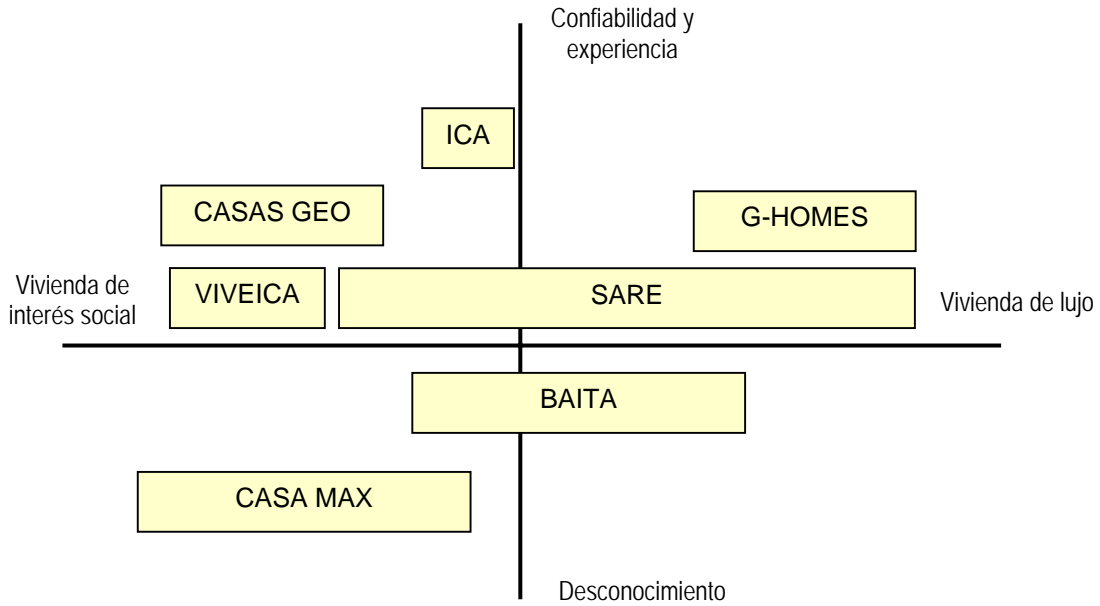 Confiabilidad y
experiencia
ICA
CASAS GEO
G-HOMES
Vivienda de
interés social
VIVEICA
SARE
Vivienda de lujo
BAITA
CASA MAX
Desconocimiento